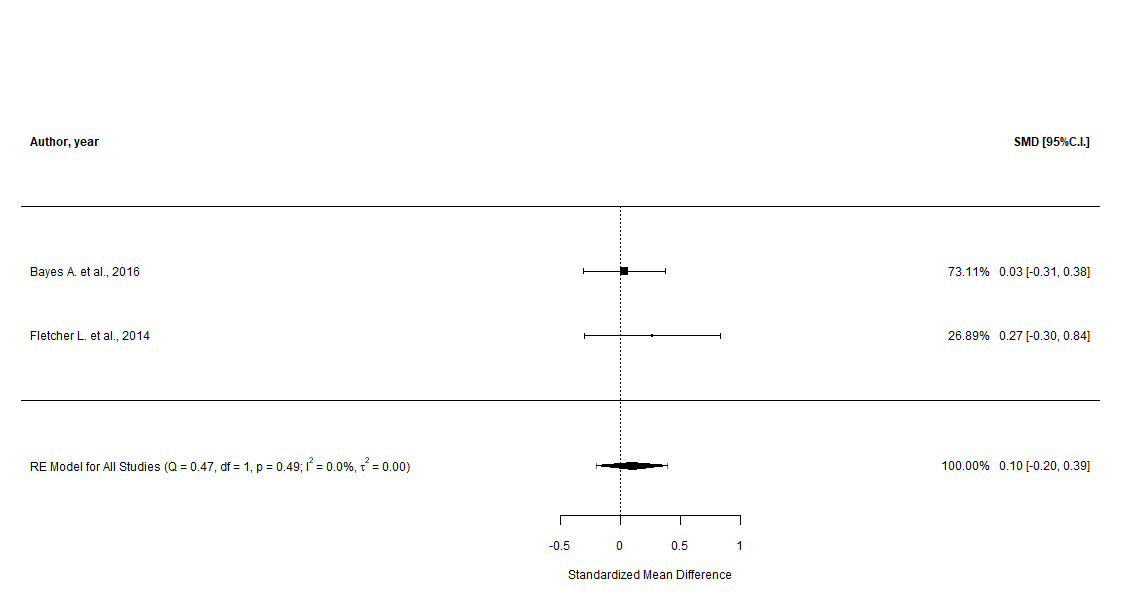 Author, year SMD [95%C.I.]
Bayes A. et al., 2016 73.11% 0.03 [-0.31, 0.38]
Fletcher L. et al., 2014 26.89% 0.27 [-0.30, 0.84]
RE Model for All Studies (Q = 0.47, df = 1, p = 0.49; I² = 0.0%, τ² = 0.00) 100.00% 0.10 [-0.20, 0.39]
-0.5 0 0.5 1
Standardized Mean Difference